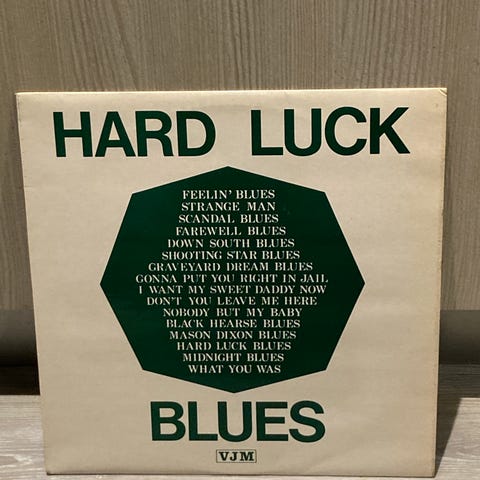 HARD LUCK
FEELIN' BLUES
STRANGE MAN
SCANDAL BLUES
FAREWELL BLUES
DOWN SOUTH BLUES
SHOOTING STAR BLUES
GRAVEYARD DREAM BLUES
GONNA PUT YOU RIGHT IN JAIL
I WANT MY SWEET DADDY NOW
DON'T YOU LEAVE ME HERE
NOBODY BUT MY BABY
BLACK HEARSE BLUES
MASON DIXON BLUES
HARD LUCK BLUES
MIDNIGHT BLUES
WHAT YOU WAS
BLUES
VJM